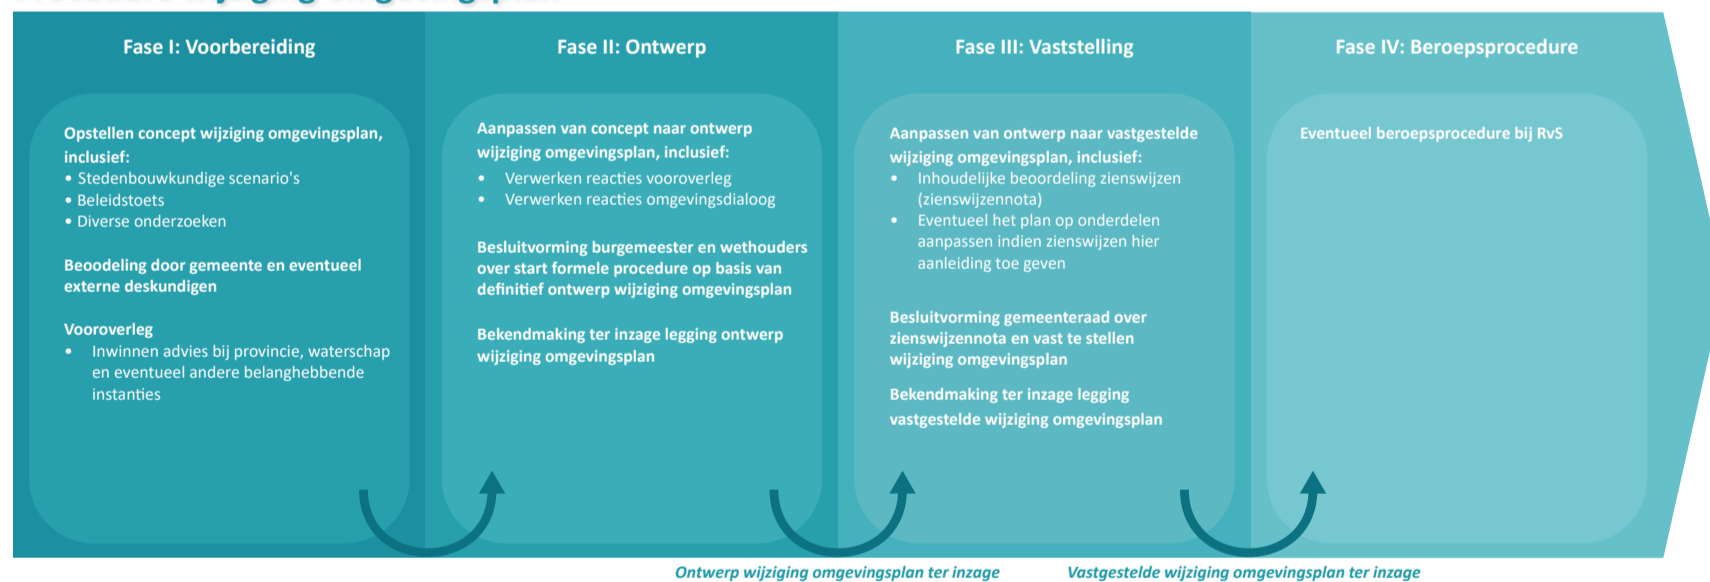 Procedure wijziging omgevingsplan
Fase I: Voorbereiding
Opstellen concept wijziging omgevingsplan,
inclusief:
• Stedenbouwkundige scenario's
• Beleidstoets
• Diverse onderzoeken
Beoodeling door gemeente en eventueel
externe deskundigen
Vooroverleg
• Inwinnen advies bij provincie, waterschap
en eventueel andere belanghebbende
instanties
Fase II: Ontwerp
Aanpassen van concept naar ontwerp
wijziging omgevingsplan, inclusief:
• Verwerken reacties vooroverleg
• Verwerken reacties omgevingsdialoog
Besluitvorming burgemeester en wethouders
over start formele procedure op basis van
definitief ontwerp wijziging omgevingsplan
Bekendmaking ter inzage legging ontwerp
wijziging omgevingsplan
Fase III: Vaststelling
Aanpassen van ontwerp naar vastgestelde
wijziging omgevingsplan, inclusief:
• Inhoudelijke beoordeling zienswijzen
(zienswijzennota)
• Eventueel het plan op onderdelen
aanpassen indien zienswijzen hier
aanleiding toe geven
Besluitvorming gemeenteraad over
zienswijzennota en vast te stellen
wijziging omgevingsplan
Bekendmaking ter inzage legging
vastgestelde wijziging omgevingsplan
Fase IV: Beroepsprocedure
Eventueel beroepsprocedure bij RvS
Ontwerp wijziging omgevingsplan ter inzage
Vastgestelde wijziging omgevingsplan ter inzage